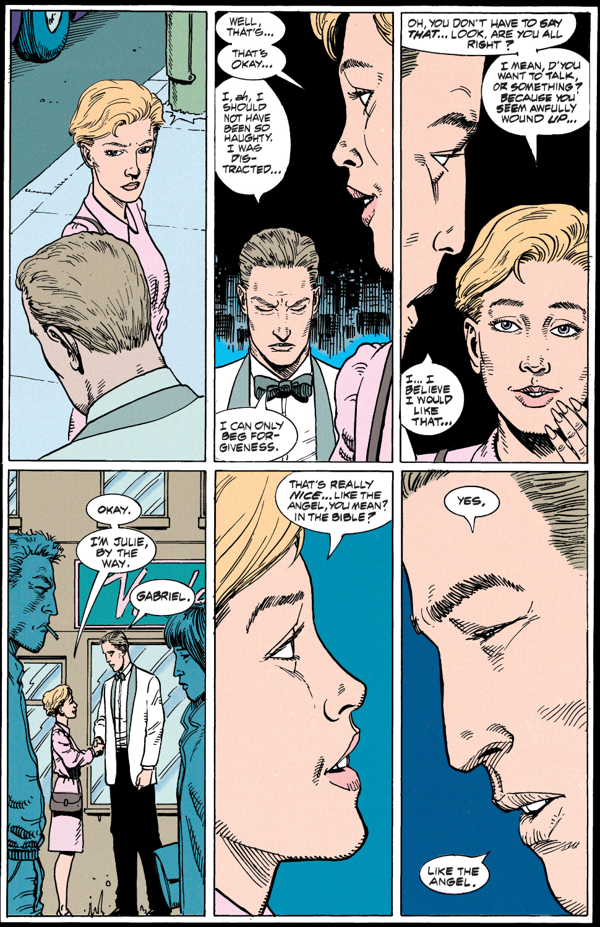 WELL,
THAT'S...
THAT'S
OKAY...
I, ah, I
SHOULD
NOT HAVE
BEEN SO
HAUGHTY.
I WAS
DIS-
TRACTED...
I CAN ONLY
BEG FOR-
GIVENESS.
OH, YOU DON'T HAVE TO SAY
THAT... LOOK, ARE YOU ALL
RIGHT?
I MEAN, D'YOU
WANT TO TALK,
OR SOMETHING?
BECAUSE YOU
SEEM AWFULLY
WOUND UP...
I... I
BELIEVE
I WOULD
LIKE
THAT...
OKAY.
I'M JULIE,
BY THE
WAY.
GABRIEL.
THAT'S REALLY
NICE... LIKE THE
ANGEL, YOU MEAN?
IN THE BIBLE?
YES.
LIKE THE
ANGEL.